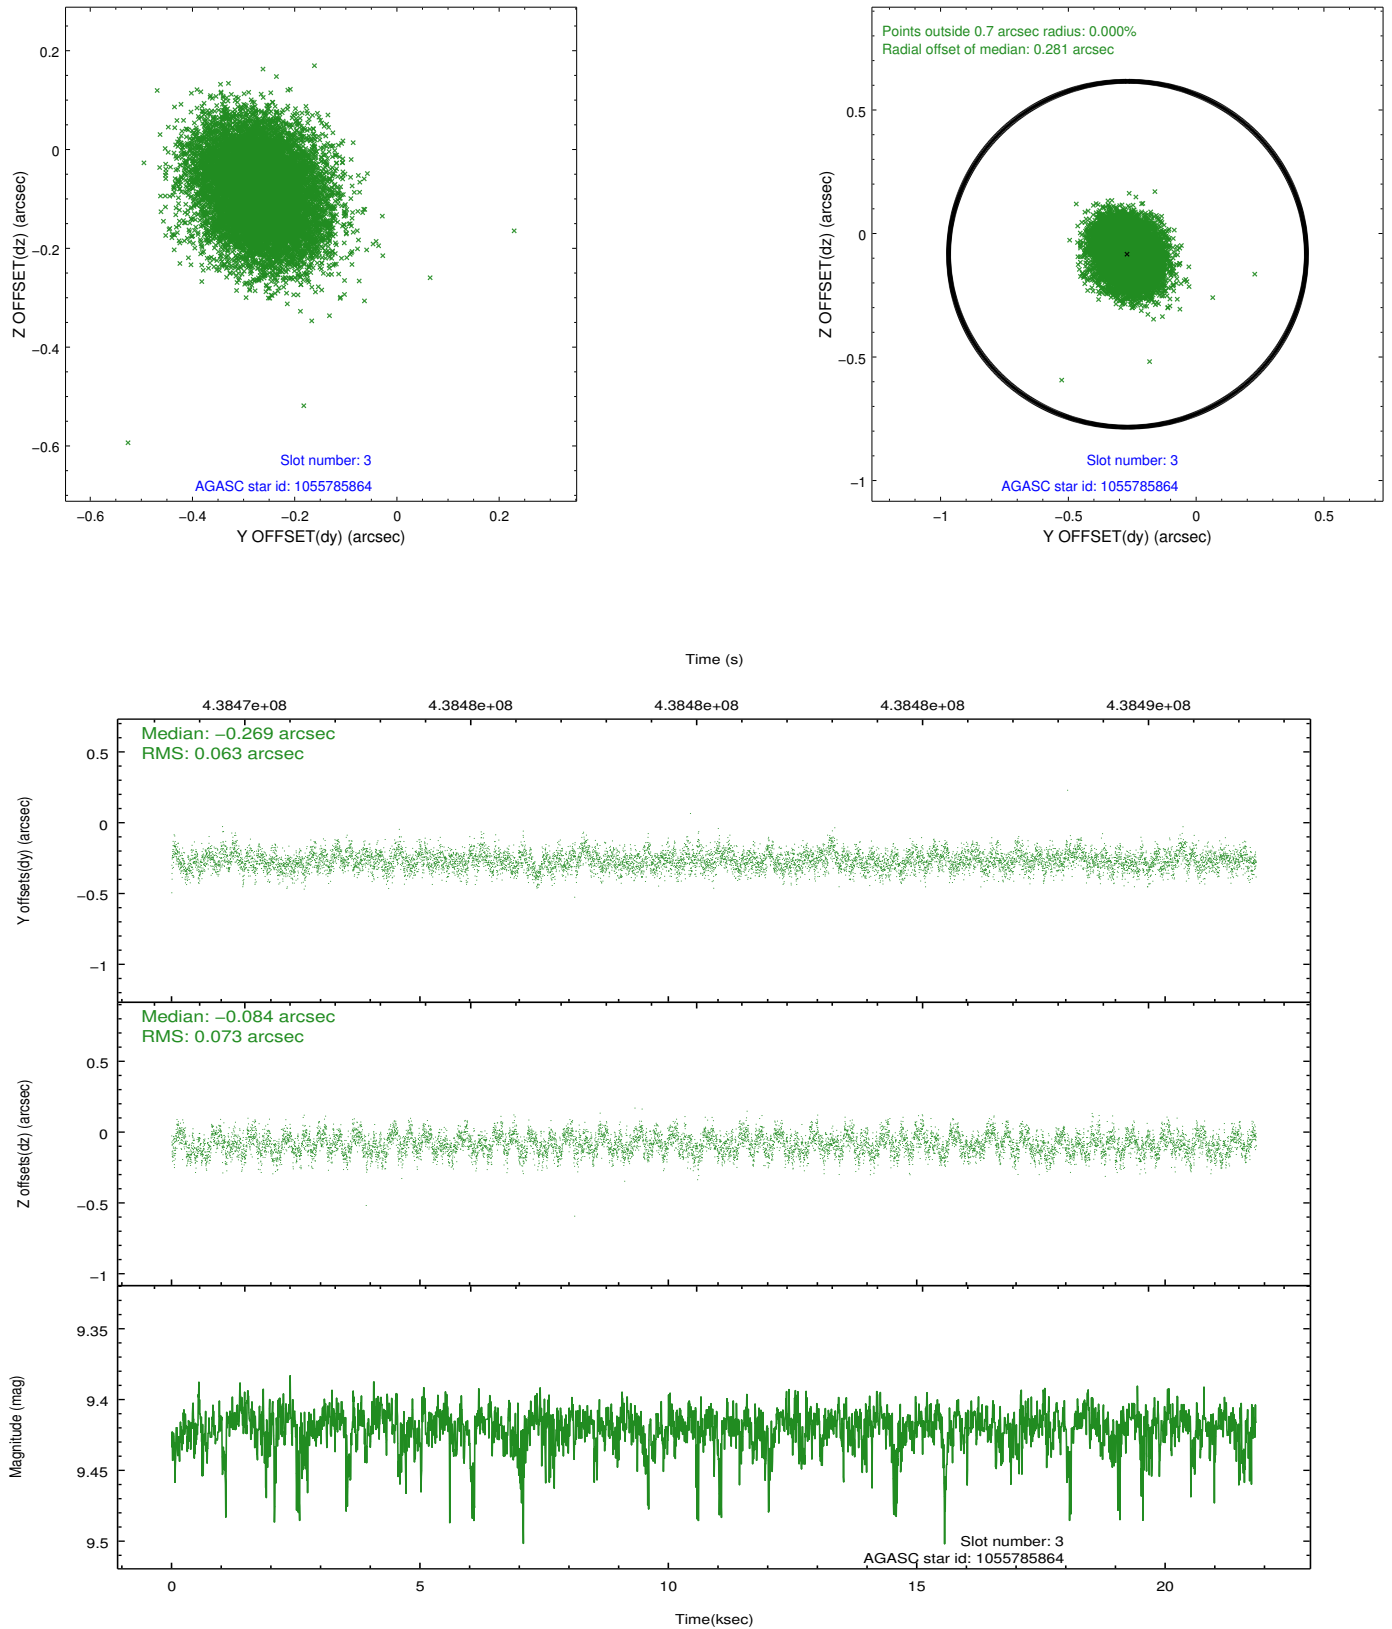 0.2
0
−0.2
−0.4
−0.6
Z OFFSET(dz) (arcsec)
Slot number: 3
AGASC star id: 1055785864
−0.6
−0.4
−0.2
0
0.2
Y OFFSET(dy) (arcsec)
Points outside 0.7 arcsec radius: 0.000%
Radial offset of median: 0.281 arcsec
0.5
0
−0.5
−1
Z OFFSET(dz) (arcsec)
Slot number: 3
AGASC star id: 1055785864
−1
−0.5
0
0.5
Y OFFSET(dy) (arcsec)
Time (s)
4.3847e+08
4.3848e+08
4.3848e+08
4.3848e+08
4.3849e+08
Median: −0.269 arcsec
RMS: 0.063 arcsec
0.5
0
−0.5
−1
Y offsets(dy) (arcsec)
Median: −0.084 arcsec
RMS: 0.073 arcsec
0.5
0
−0.5
−1
Z offsets(dz) (arcsec)
9.35
9.4
9.45
9.5
Magnitude (mag)
Slot number: 3
AGASC star id: 1055785864
0
5
10
15
20
Time(ksec)